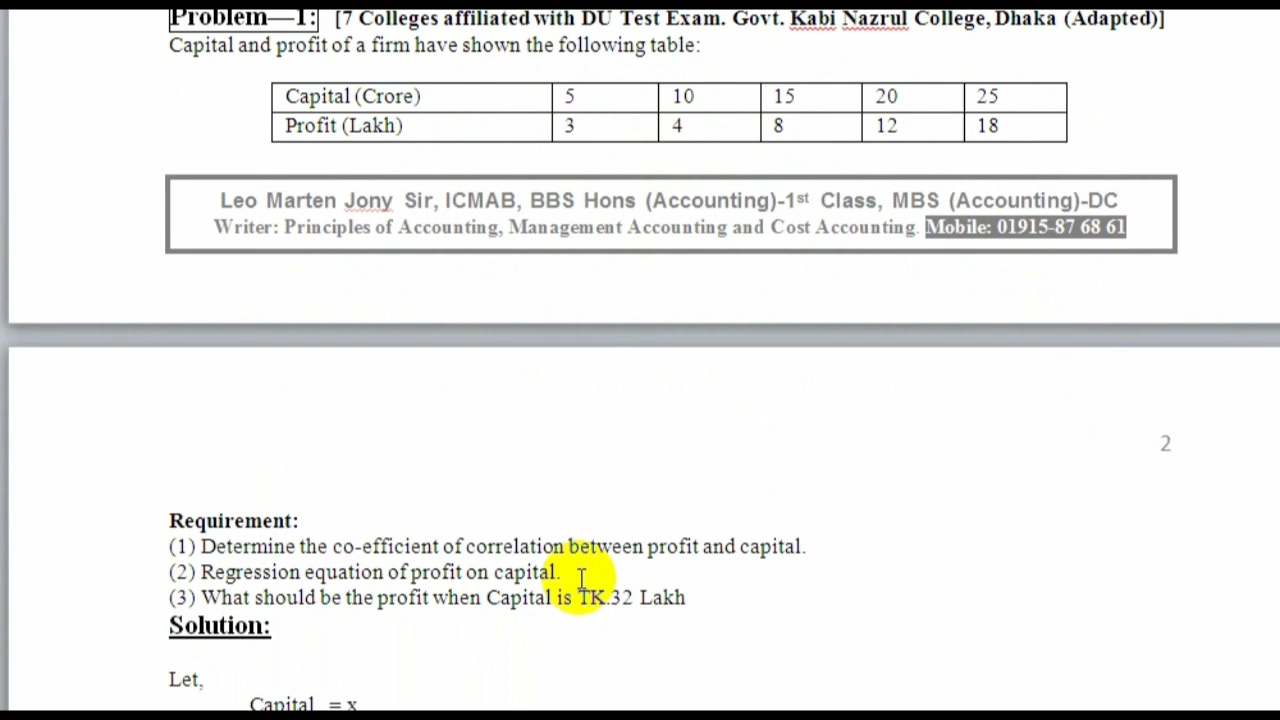 Problem—1: [7 Colleges affiliated with DU Test Exam. Govt. Kabi Nazrul College, Dhaka (Adapted)]
Capital and profit of a firm have shown the following table:
Capital (Crore) 5 10 15 20 25
Profit (Lakh) 3 4 8 12 18
Leo Marten Jony Sir, ICMAB, BBS Hons (Accounting)-1st Class, MBS (Accounting)-DC
Writer: Principles of Accounting, Management Accounting and Cost Accounting. Mobile: 01915-87 68 61
2
Requirement:
(1) Determine the co-efficient of correlation between profit and capital.
(2) Regression equation of profit on capital.
(3) What should be the profit when Capital is TK.32 Lakh
Solution:
Let,
Capital = x